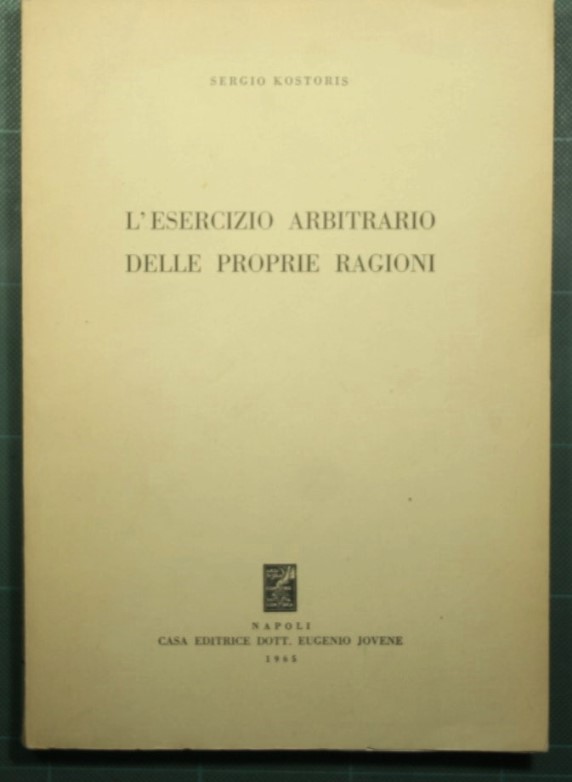 SERGIO KOSTORIS
L'ESERCIZIO ARBITRARIO
DELLE PROPRIE RAGIONI
NAPOLI
CASA EDITRICE DOTT. EUGENIO JOVENE
1965